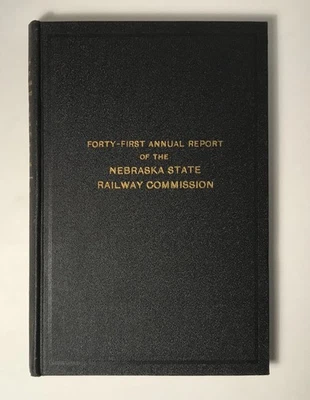 FORTY-FIRST ANNUAL REPORT
OF THE
NEBRASKA STATE
RAILWAY COMMISSION